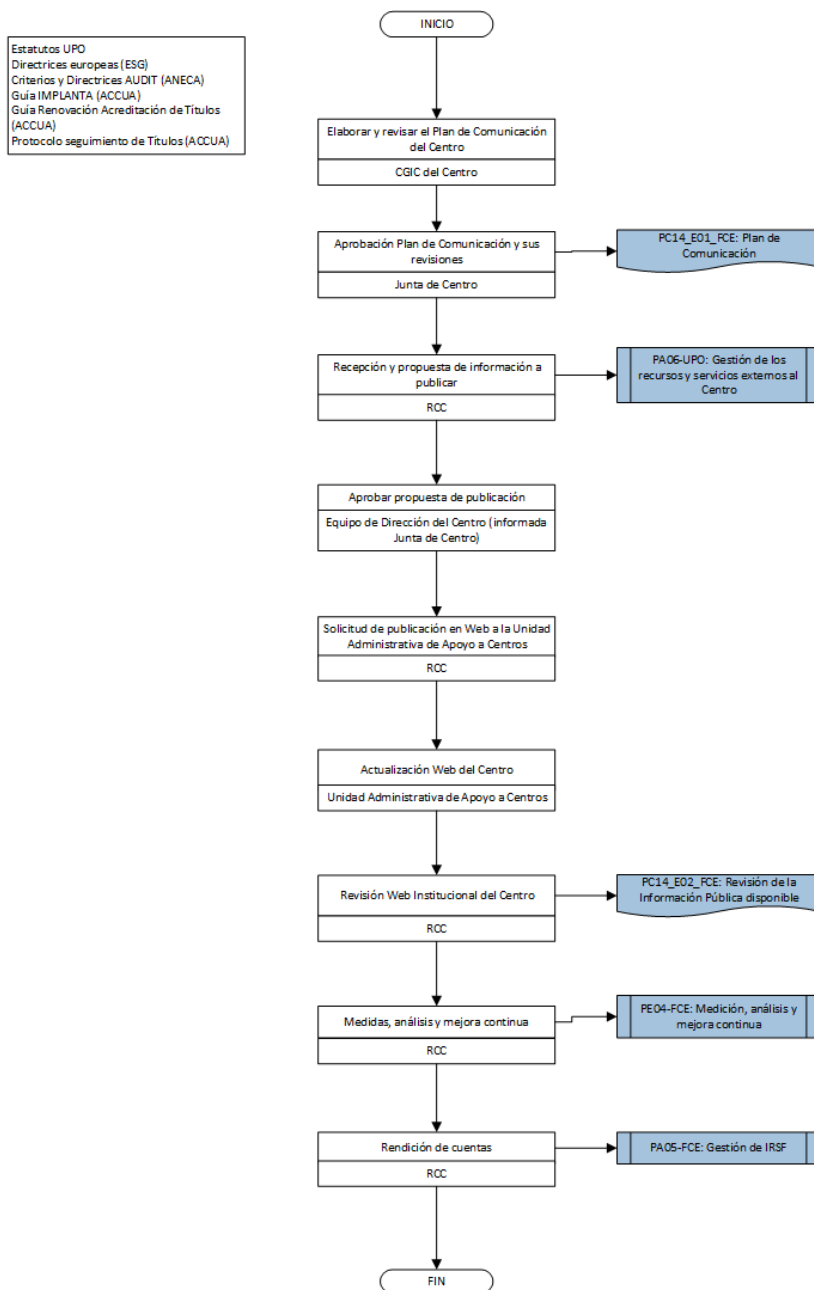 INICIO
Estatutos UPO
Directrices europeas (ESG)
Criterios y Directrices AUDIT (ANECA)
Guía IMPLANTA (ACCUA)
Guía Renovación Acreditación de Títulos
(ACCUA)
Protocolo seguimiento de Títulos (ACCUA)
Elaborar y revisar el Plan de Comunicación
del Centro
CGIC del Centro
Aprobación Plan de Comunicación y sus
revisiones
Junta de Centro
PC14_E01_FCE: Plan de
Comunicación
Recepción y propuesta de información a
publicar
RCC
PA06-UPO: Gestión de los
recursos y servicios externos al
Centro
Aprobar propuesta de publicación
Equipo de Dirección del Centro (informada
Junta de Centro)
Solicitud de publicación en Web a la Unidad
Administrativa de Apoyo a Centros
RCC
Actualización Web del Centro
Unidad Administrativa de Apoyo a Centros
Revisión Web Institucional del Centro
RCC
PC14_E02_FCE: Revisión de la
Información Pública disponible
Medidas, análisis y mejora continua
RCC
PE04-FCE: Medición, análisis y
mejora continua
Rendición de cuentas
RCC
PA05-FCE: Gestión de IRSF
FIN